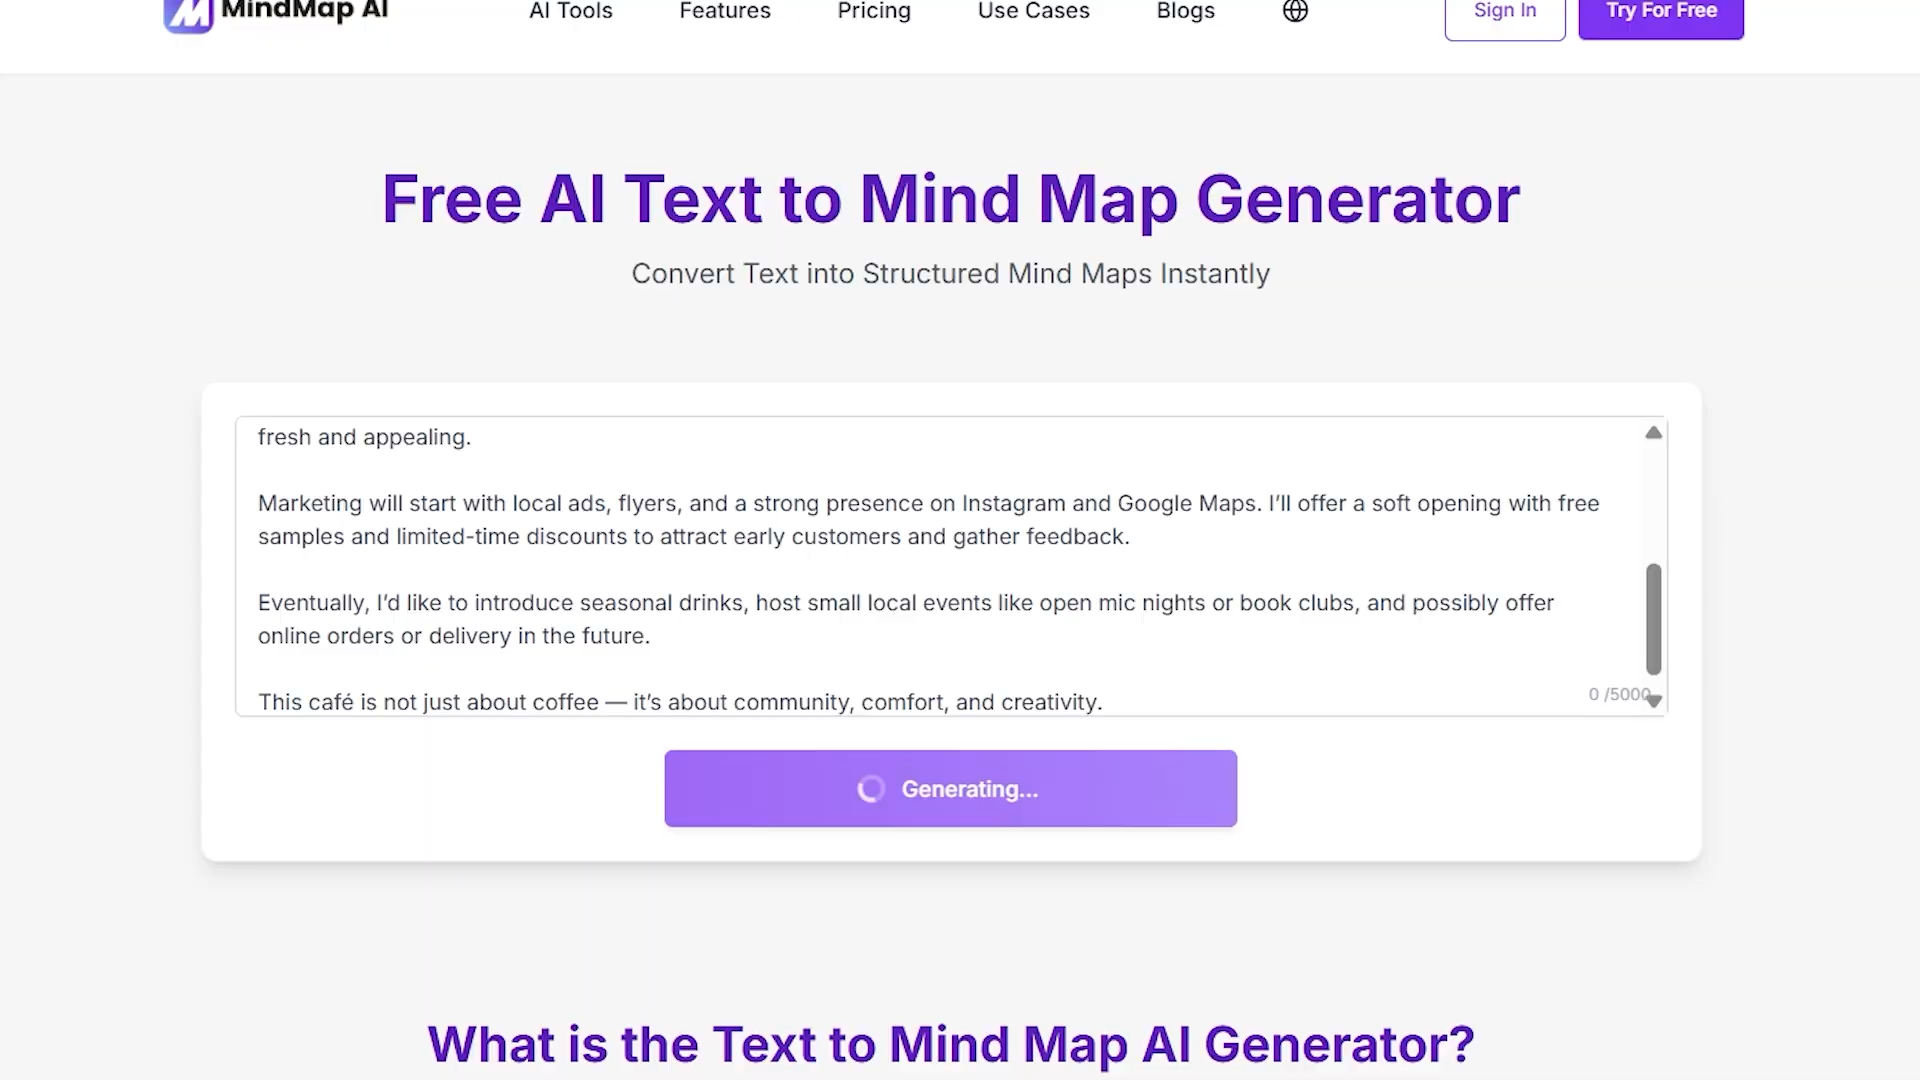 MindMap AI
AI Tools
Features
Pricing
Use Cases
Blogs
Sign In
Try For Free
Free AI Text to Mind Map Generator
Convert Text into Structured Mind Maps Instantly
fresh and appealing.
Marketing will start with local ads, flyers, and a strong presence on Instagram and Google Maps. I’ll offer a soft opening with free
samples and limited-time discounts to attract early customers and gather feedback.
Eventually, I’d like to introduce seasonal drinks, host small local events like open mic nights or book clubs, and possibly offer
online orders or delivery in the future.
This café is not just about coffee — it’s about community, comfort, and creativity.
0 /5000
Generating...
What is the Text to Mind Map AI Generator?